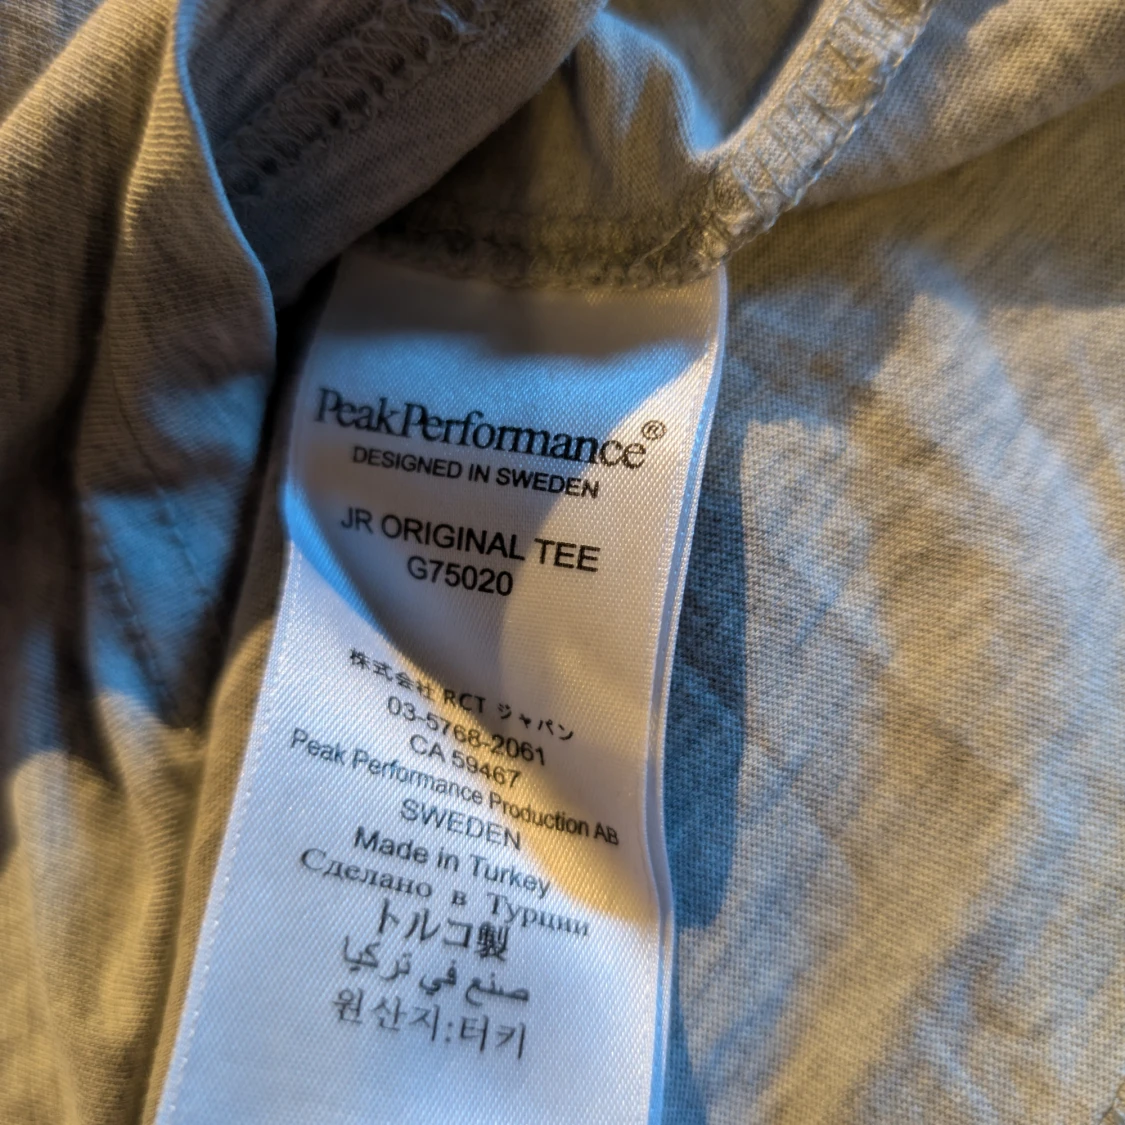 PeakPerformance®
DESIGNED IN SWEDEN
JR ORIGINAL TEE
G75020
株式会社 RCT ジャパン
03-5768-2061
CA 59467
Peak Performance Production AB
SWEDEN
Made in Turkey
Сделано в Турции
トルコ製
صنع في تركيا
원산지:터키